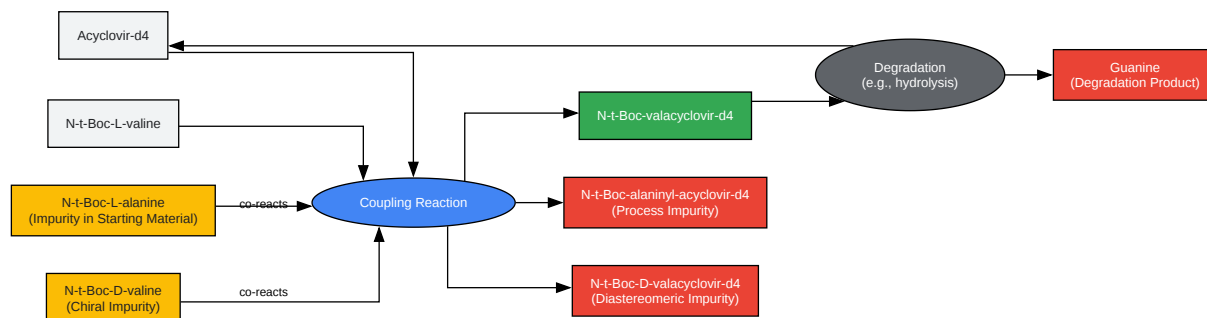 Acyclovir-d4
Degradation
(e.g., hydrolysis)
Guanine
(Degradation Product)
N-t-Boc-L-valine
N-t-Boc-valacyclovir-d4
N-t-Boc-L-alanine
(Impurity in Starting Material)
co-reacts
Coupling Reaction
N-t-Boc-alaninyl-acyclovir-d4
(Process Impurity)
N-t-Boc-D-valine
(Chiral Impurity)
co-reacts
N-t-Boc-D-valacyclovir-d4
(Diastereomeric Impurity)